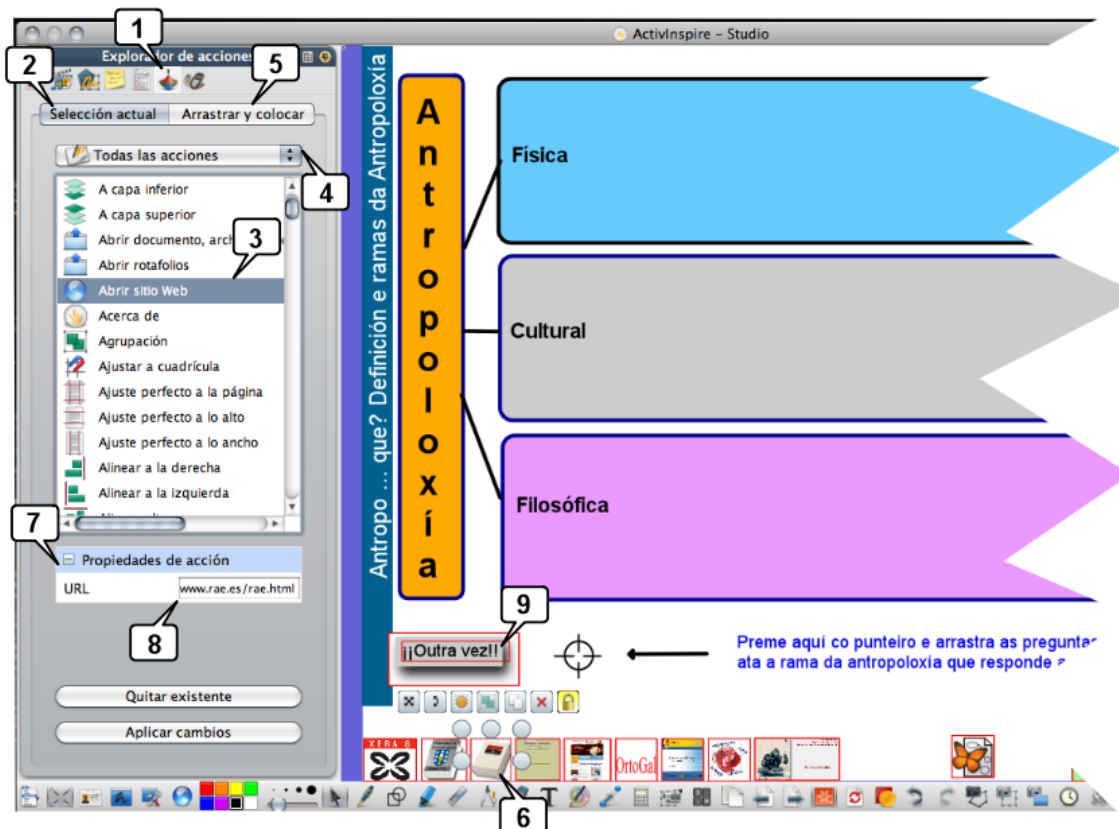 ActivInspire – Studio
1
Explorador de acciones
2
5
Selección actual
Arrastrar y colocar
Todas las acciones
4
A capa inferior
A capa superior
Abrir documento,
3
Abrir rotafolios
Abrir sitio Web
Acerca de
Agrupación
Ajustar a cuadrícula
Ajuste perfecto a la página
Ajuste perfecto a lo alto
Ajuste perfecto a lo ancho
Alinear a la derecha
Alinear a la izquierda
7
Propiedades de acción
URL
www.rae.es/rae.html
8
Quitar existente
Aplicar cambios
Antropo ... que? Definición e ramas da Antropoloxía
Antropoloxía
Física
Cultural
Filosófica
9
¡¡Outra vez!!
Preme aquí co punteiro e arrastra as preguntas
ata a rama da antropoloxía que responde
XERA 6
OrtoGal
6